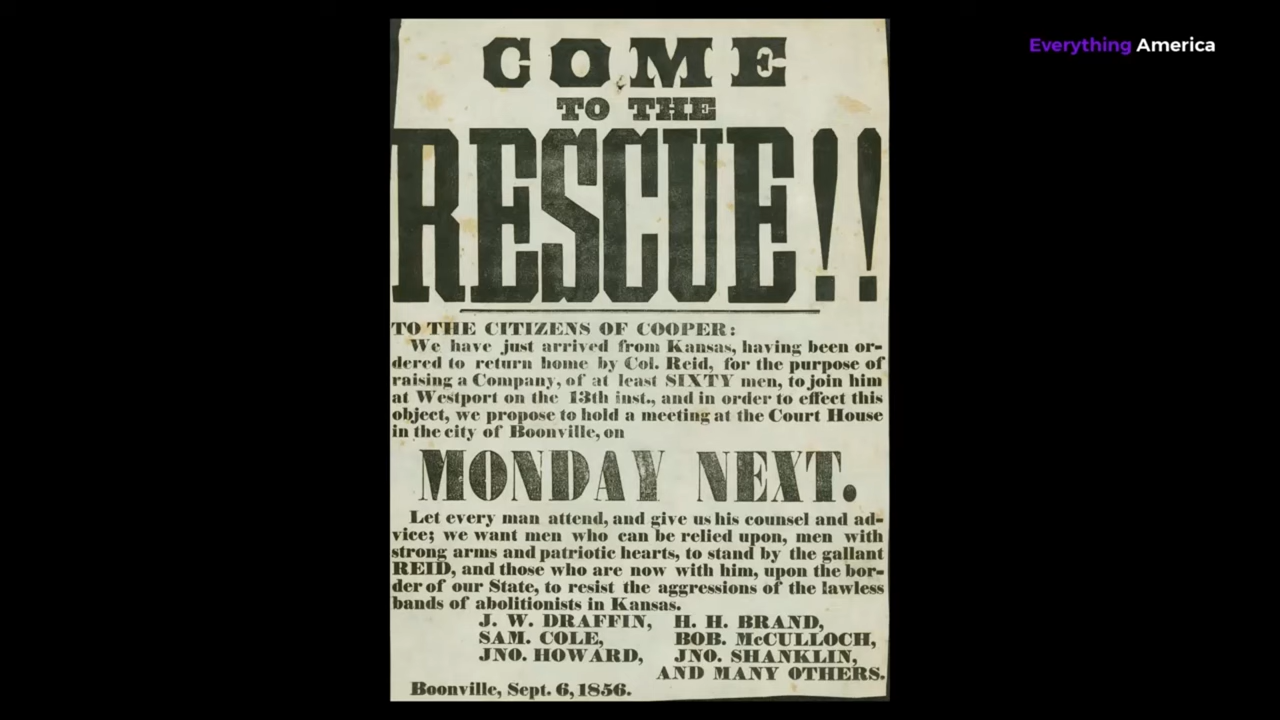 Everything America
COME
TO THE
RESCUE!!
TO THE CITIZENS OF COOPER:
We have just arrived from Kansas, having been or-
dered to return home by Col. Reid, for the purpose of
raising a Company, of at least SIXTY men, to join him
at Westport on the 13th inst., and in order to effect this
object, we propose to hold a meeting at the Court House
in the city of Boonville, on
MONDAY NEXT.
Let every man attend, and give us his counsel and ad-
vice; we want men who can be relied upon, men with
strong arms and patriotic hearts, to stand by the gallant
REID, and those who are now with him, upon the bor-
der of our State, to resist the aggressions of the lawless
bands of abolitionists in Kansas.
J. W. DRAFFIN, H. H. BRAND,
SAM. COLE, BOB. McCULLOCH,
JNO. HOWARD, JNO. SHANKLIN,
AND MANY OTHERS.
Boonville, Sept. 6, 1856.